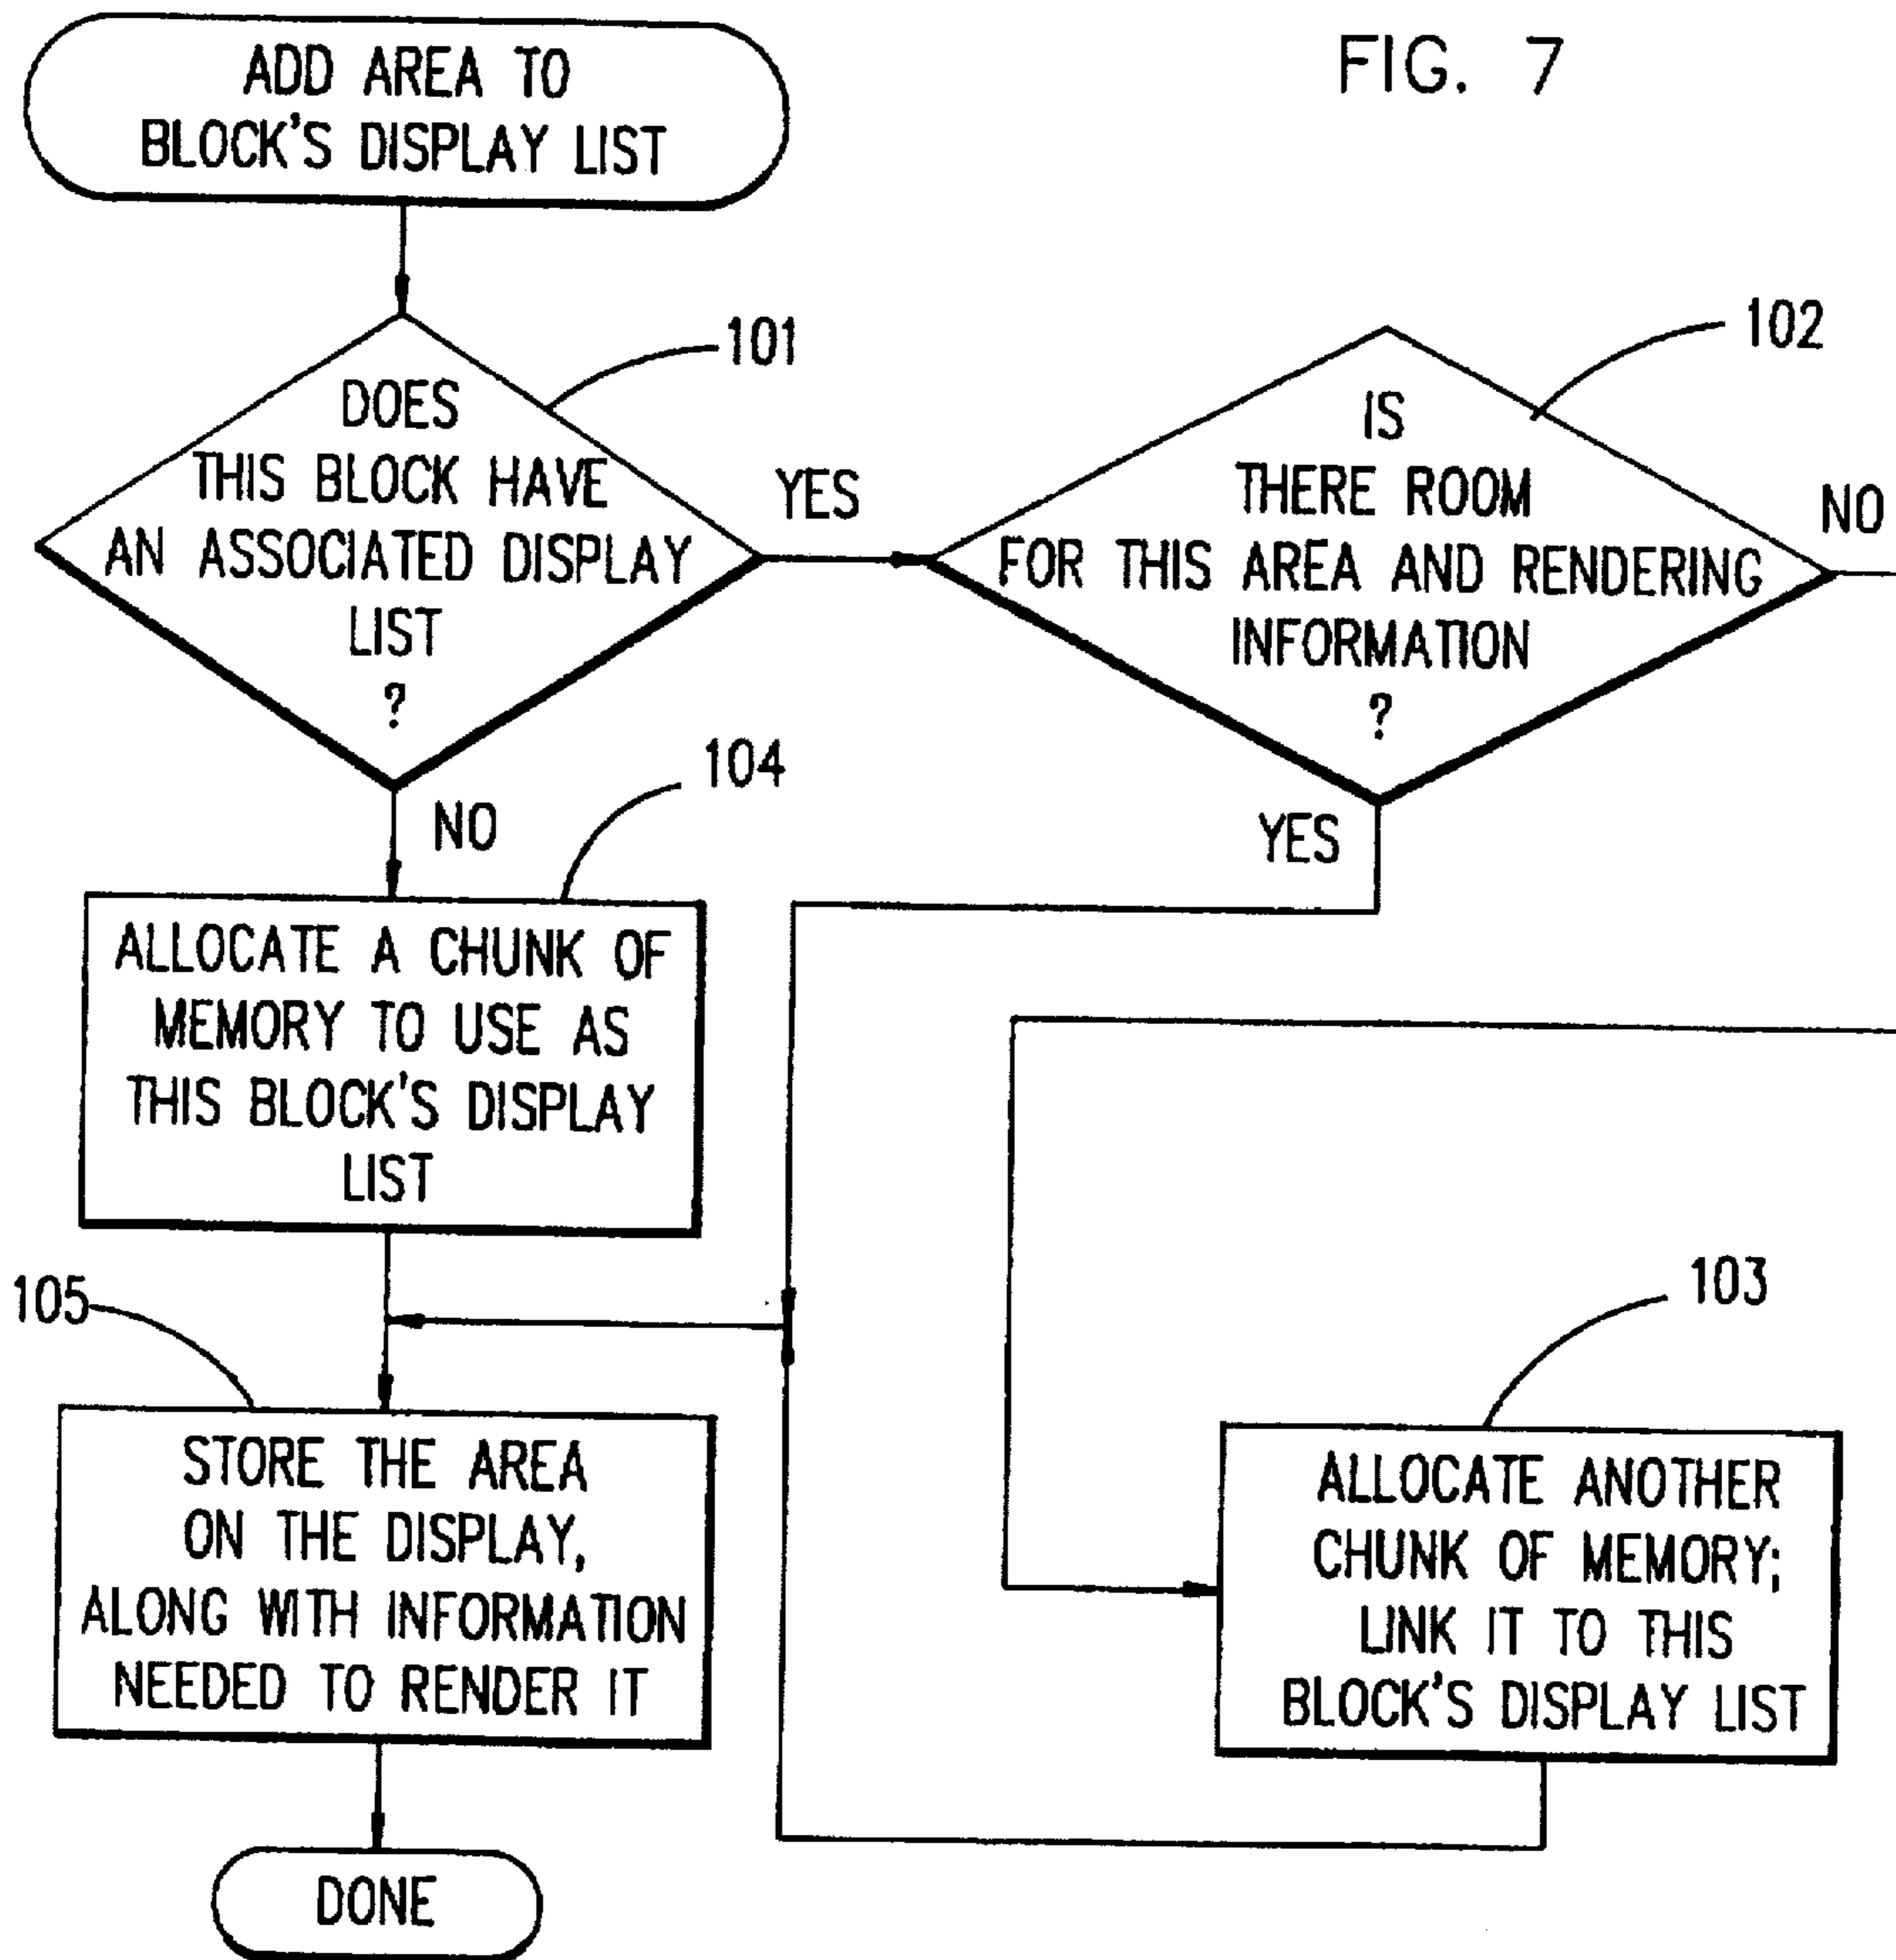 FIG. 7
ADD AREA TO
BLOCK'S DISPLAY LIST
101
DOES
THIS BLOCK HAVE
AN ASSOCIATED DISPLAY
LIST
?
YES
NO
102
IS
THERE ROOM
FOR THIS AREA AND RENDERING
INFORMATION
?
NO
YES
104
ALLOCATE A CHUNK OF
MEMORY TO USE AS
THIS BLOCK'S DISPLAY
LIST
103
ALLOCATE ANOTHER
CHUNK OF MEMORY;
LINK IT TO THIS
BLOCK'S DISPLAY LIST
105
STORE THE AREA
ON THE DISPLAY,
ALONG WITH INFORMATION
NEEDED TO RENDER IT
DONE